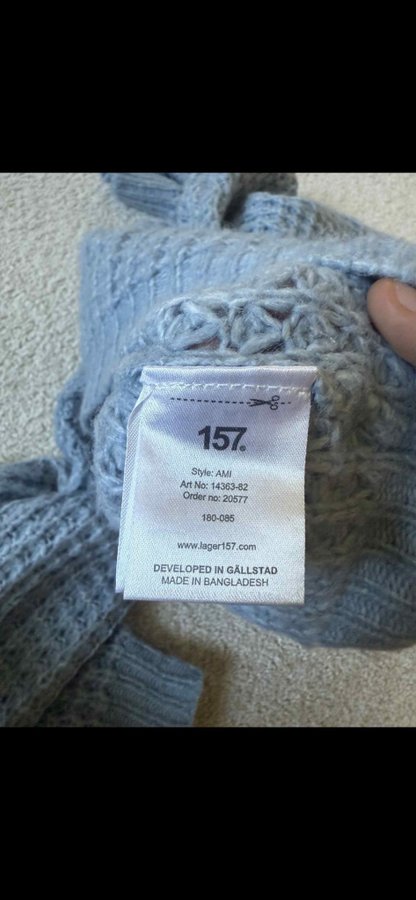 157.
Style: AMI
Art No: 14363-82
Order no: 20577
180-085
www.lager157.com
DEVELOPED IN GÄLLSTAD
MADE IN BANGLADESH